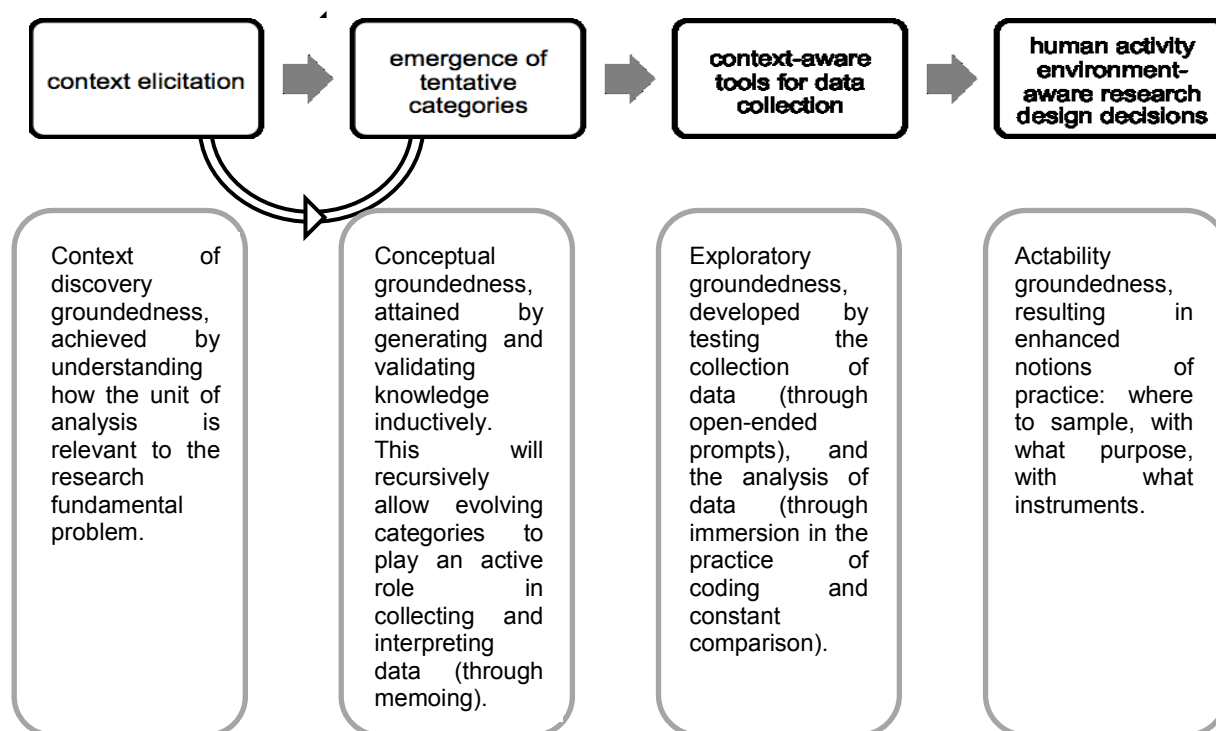 context elicitation
emergence of
tentative
categories
context-aware
tools for data
collection
human activity
environment-
aware research
design decisions
Context of
discovery
groundedness,
achieved by
understanding
how the unit of
analysis is
relevant to the
research
fundamental
problem.
Conceptual
groundedness,
attained by
generating and
validating
knowledge
inductively.
This will
recursively
allow evolving
categories to
play an active
role in
collecting and
interpreting
data (through
memoing).
Exploratory
groundedness,
developed by
testing the
collection of
data (through
open-ended
prompts), and
the analysis of
data (through
immersion in the
practice of
coding and
constant
comparison).
Actability
groundedness,
resulting in
enhanced
notions of
practice: where
to sample, with
what purpose,
with what
instruments.